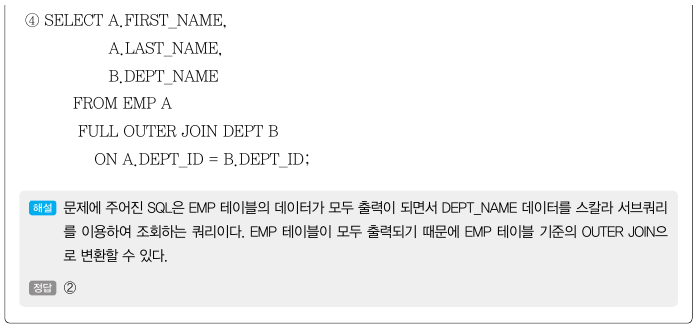 ④ SELECT A.FIRST_NAME,
A.LAST_NAME,
B.DEPT_NAME
FROM EMP A
FULL OUTER JOIN DEPT B
ON A.DEPT_ID = B.DEPT_ID;
해설 문제에 주어진 SQL은 EMP 테이블의 데이터가 모두 출력이 되면서 DEPT_NAME 데이터를 스칼라 서브쿼리
를 이용하여 조회하는 쿼리이다. EMP 테이블이 모두 출력되기 때문에 EMP 테이블 기준의 OUTER JOIN으
로 변환할 수 있다.
정답 ②